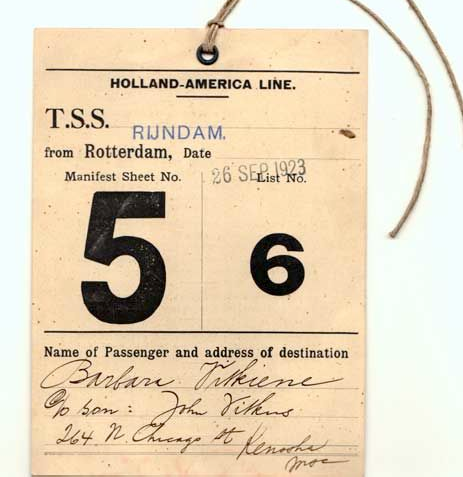 HOLLAND-AMERICA LINE.
T.S.S. RIJNDAM.
from Rotterdam, Date 26 SEP 1923
Manifest Sheet No. List No.
5 6
Name of Passenger and address of destination
Barbara Vitkiene
c/o son: John Vitkus
264 N. Chicago St Kenosha